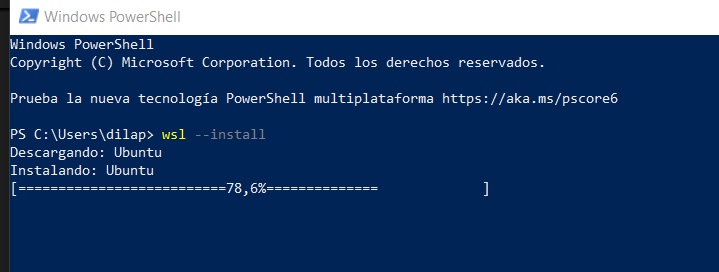 Windows PowerShell
Windows PowerShell
Copyright (C) Microsoft Corporation. Todos los derechos reservados.
Prueba la nueva tecnología PowerShell multiplataforma https://aka.ms/pscore6
PS C:\Users\dilap> wsl --install
Descargando: Ubuntu
Instalando: Ubuntu
[==========================78,6%============== ]